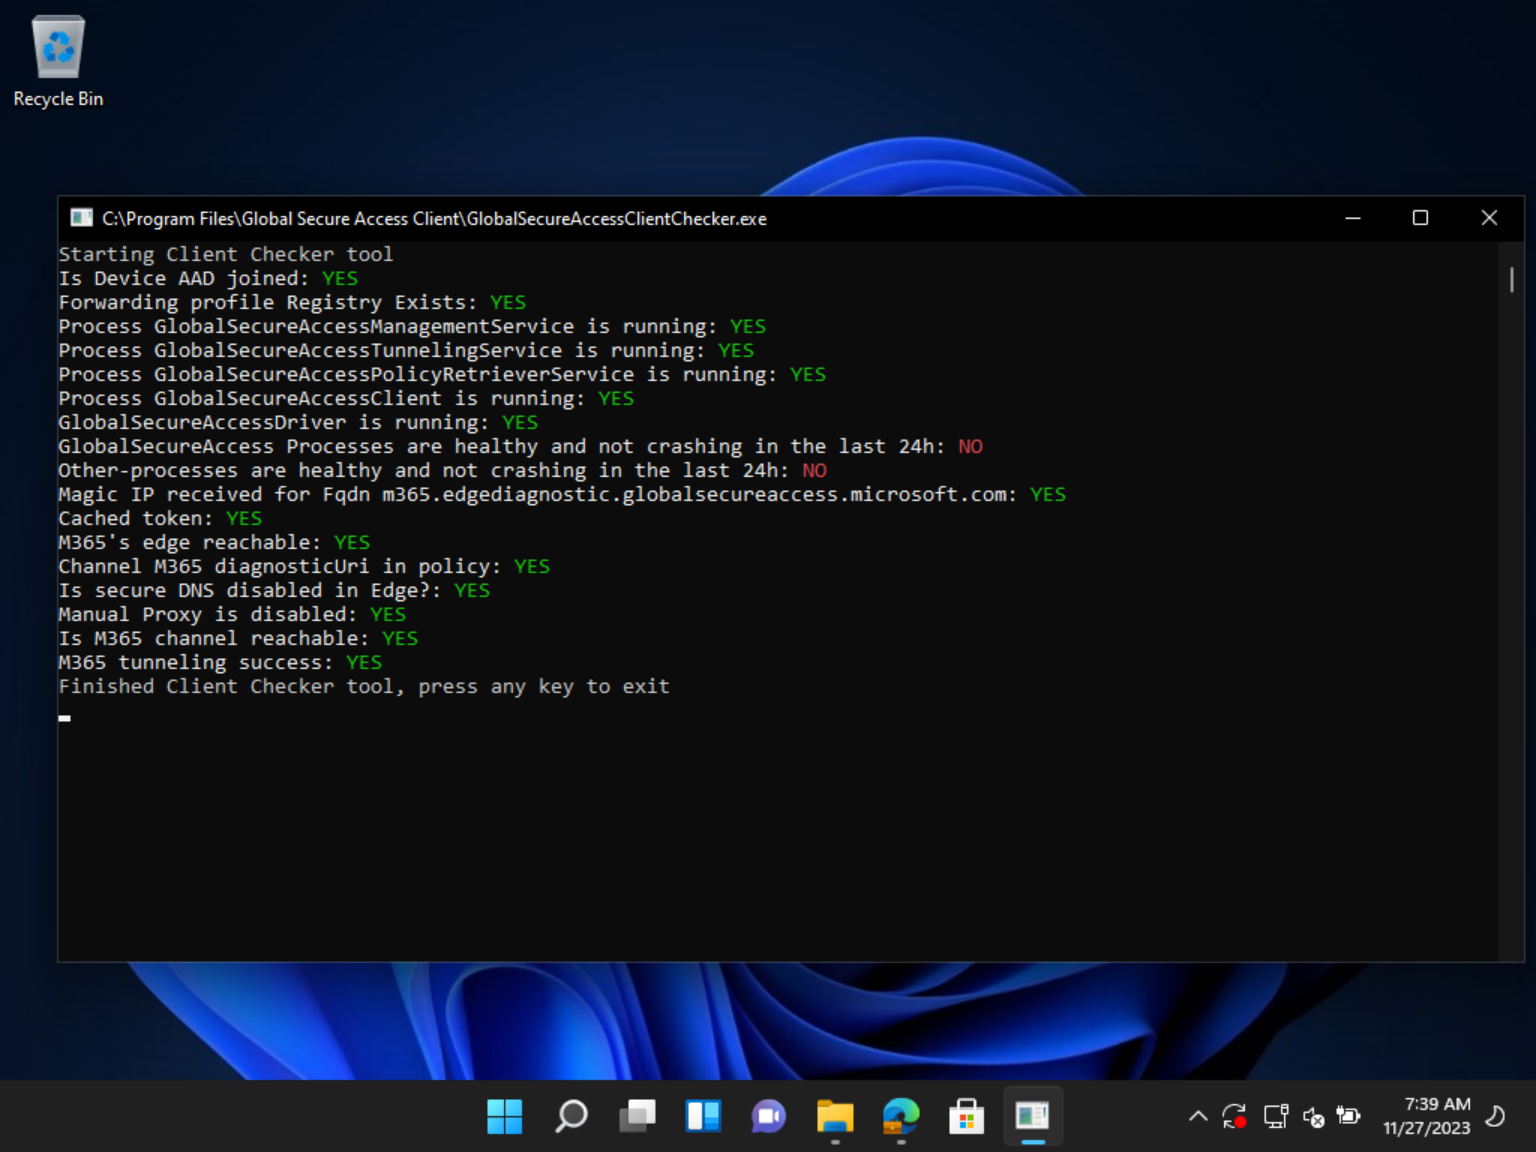 Recycle Bin
C:\Program Files\Global Secure Access Client\GlobalSecureAccessClientChecker.exe
Starting Client Checker tool
Is Device AAD joined: YES
Forwarding profile Registry Exists: YES
Process GlobalSecureAccessManagementService is running: YES
Process GlobalSecureAccessTunnelingService is running: YES
Process GlobalSecureAccessPolicyRetrieverService is running: YES
Process GlobalSecureAccessClient is running: YES
GlobalSecureAccessDriver is running: YES
GlobalSecureAccess Processes are healthy and not crashing in the last 24h: NO
Other-processes are healthy and not crashing in the last 24h: NO
Magic IP received for Fqdn m365.edgediagnostic.globalsecureaccess.microsoft.com: YES
Cached token: YES
M365's edge reachable: YES
Channel M365 diagnosticUri in policy: YES
Is secure DNS disabled in Edge?: YES
Manual Proxy is disabled: YES
Is M365 channel reachable: YES
M365 tunneling success: YES
Finished Client Checker tool, press any key to exit
7:39 AM
11/27/2023